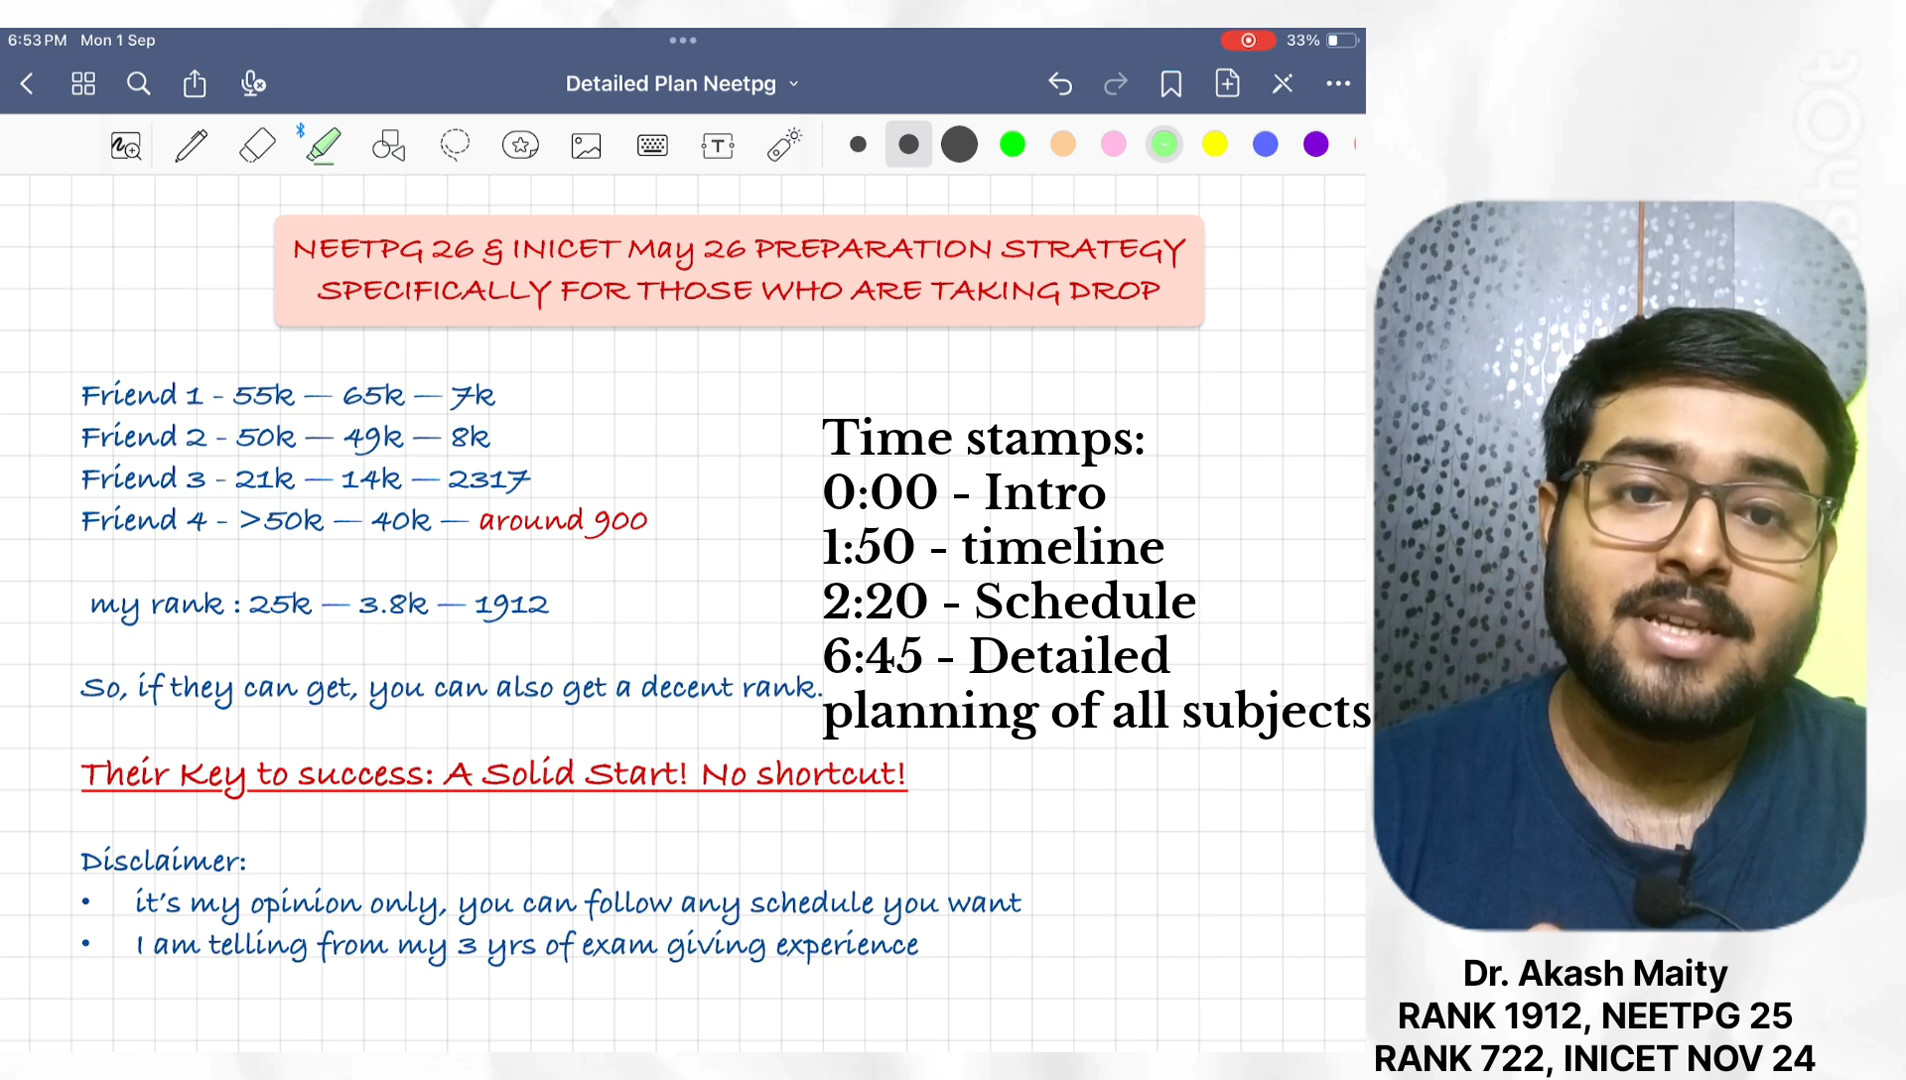 6:53 PM Mon 1 Sep
33%
Detailed Plan Neetpg
NEETPG 26 & INICET May 26 PREPARATION STRATEGY
SPECIFICALLY FOR THOSE WHO ARE TAKING DROP
Friend 1 - 55k — 65k — 7k
Friend 2 - 50k — 49k — 8k
Friend 3 - 21k — 14k — 2317
Friend 4 - >50k — 40k — around 900
my rank : 25k — 3.8k — 1912
So, if they can get, you can also get a decent rank.
Their Key to success: A Solid Start! No shortcut!
Disclaimer:
• it's my opinion only, you can follow any schedule you want
• I am telling from my 3 yrs of exam giving experience
Time stamps:
0:00 - Intro
1:50 - timeline
2:20 - Schedule
6:45 - Detailed
planning of all subjects
Dr. Akash Maity
RANK 1912, NEETPG 25
RANK 722, INICET NOV 24